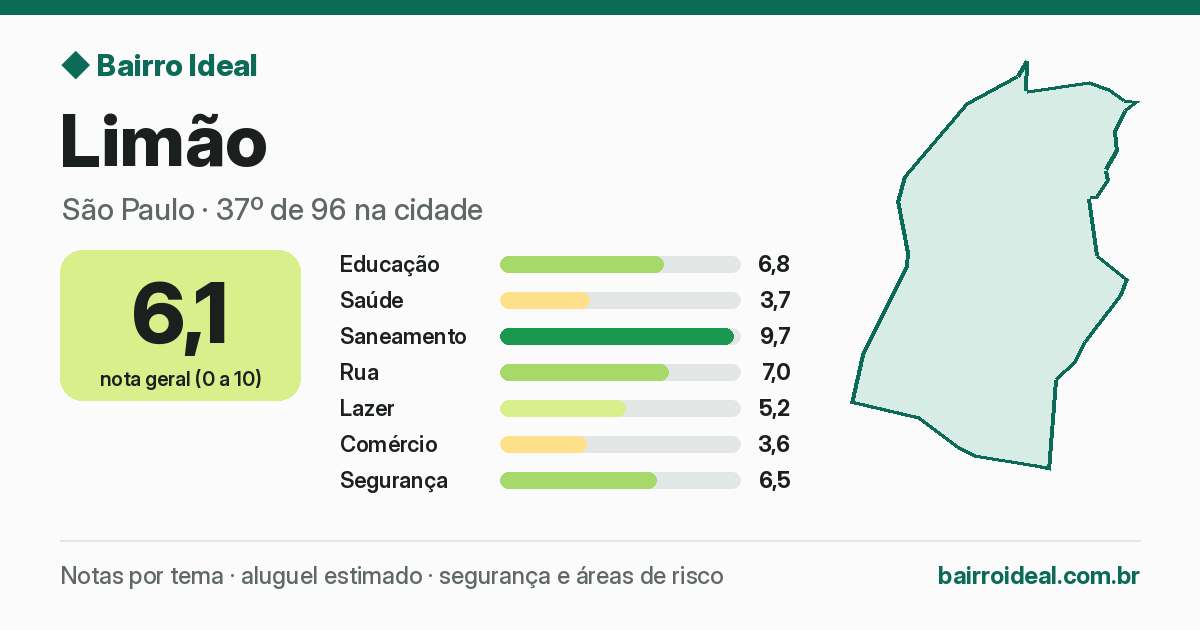 Bairro Ideal
Limão
São Paulo · 37º de 96 na cidade
6,1
nota geral (0 a 10)
Educação 6,8
Saúde 3,7
Saneamento 9,7
Rua 7,0
Lazer 5,2
Comércio 3,6
Segurança 6,5
Notas por tema · aluguel estimado · segurança e áreas de risco
bairroideal.com.br